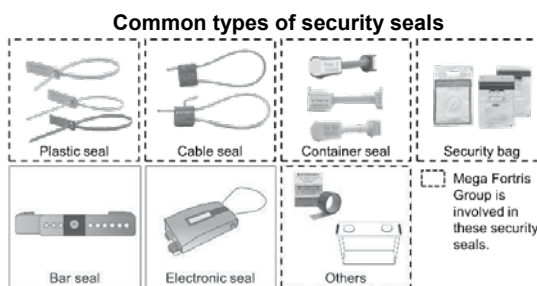 Common types of security seals
Plastic seal
Cable seal
Container seal
Security bag
Bar seal
Electronic seal
Others
Mega Fortris
Group is
involved in
these security
seals.